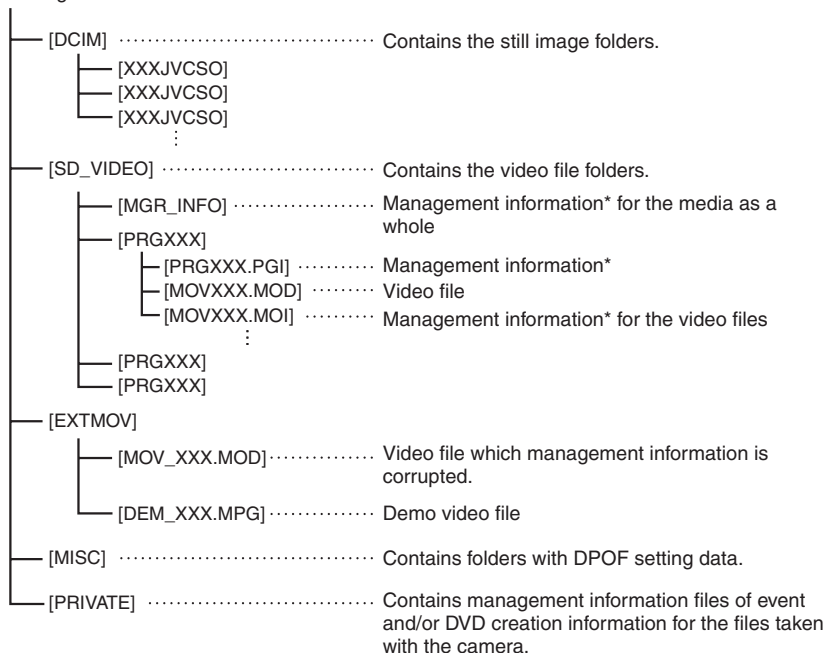 [DCIM] Contains the still image folders.
[XXXJVCSO]
[XXXJVCSO]
[XXXJVCSO]
[SD_VIDEO] Contains the video file folders.
[MGR_INFO] Management information* for the media as a
whole
[PRGXXX]
[PRGXXX.PGI] Management information*
[MOVXXX.MOD] Video file
[MOVXXX.MOI] Management information* for the video files
[PRGXXX]
[PRGXXX]
[EXTMOV]
[MOV_XXX.MOD] Video file which management information is
corrupted.
[DEM_XXX.MPG] Demo video file
[MISC] Contains folders with DPOF setting data.
[PRIVATE] Contains management information files of event
and/or DVD creation information for the files taken
with the camera.